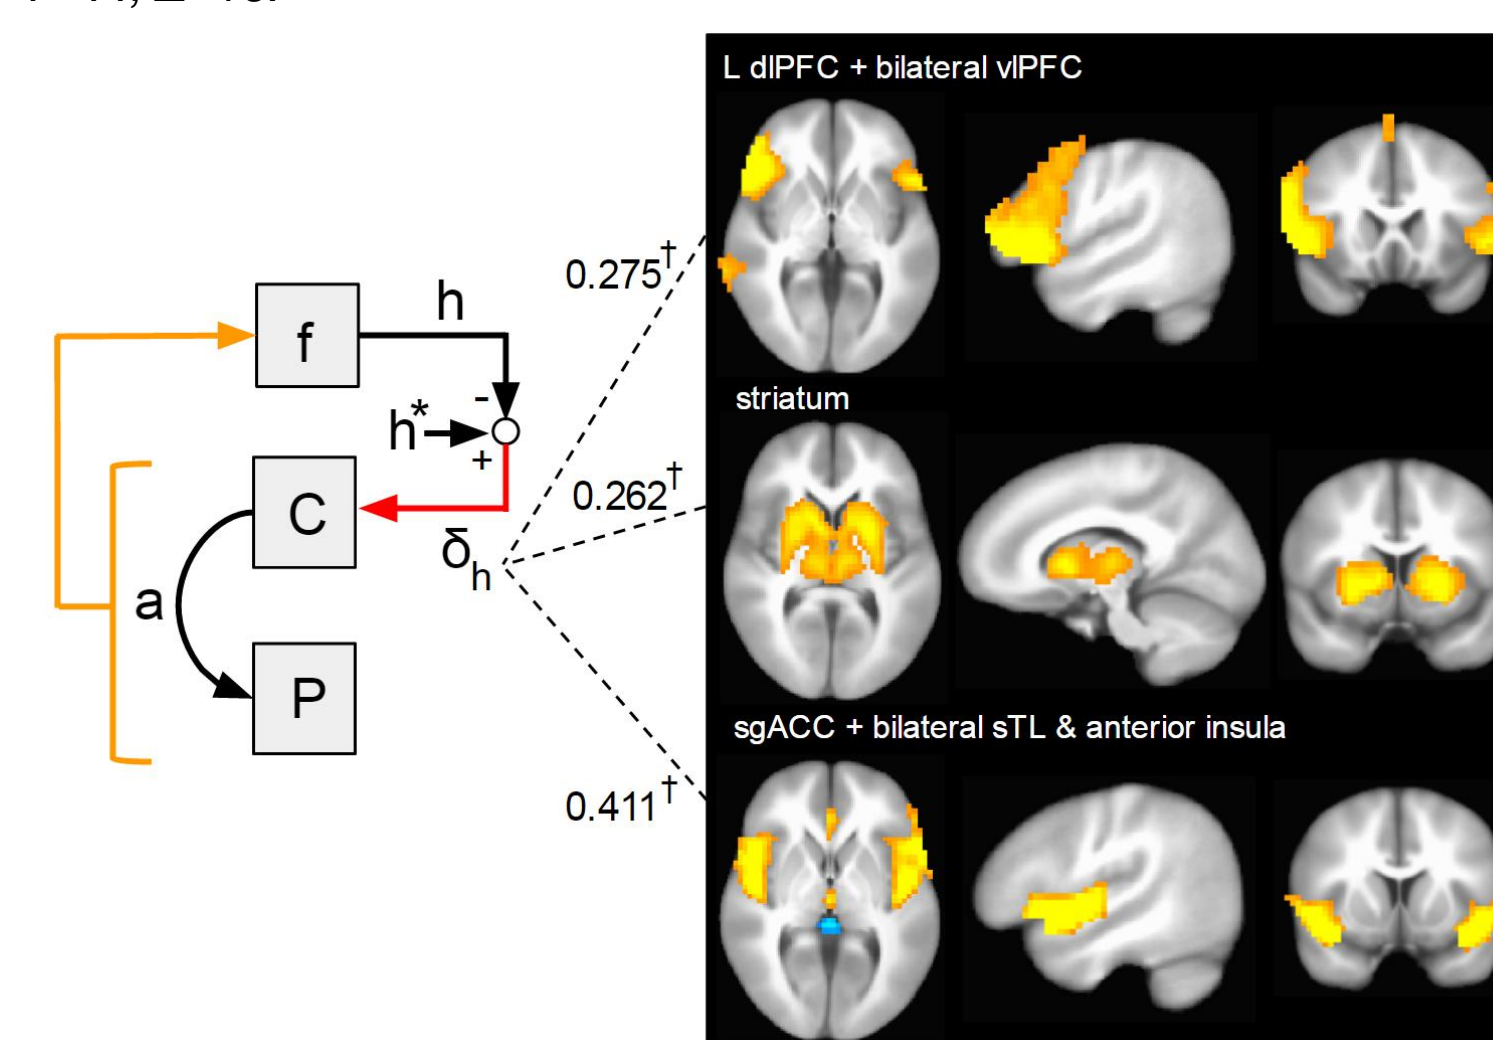 L dlPFC + bilateral vlPFC
0.275†
h
f
-
h*
+
striatum
0.262†
C
δh
a
P
sgACC + bilateral sTL & anterior insula
0.411†